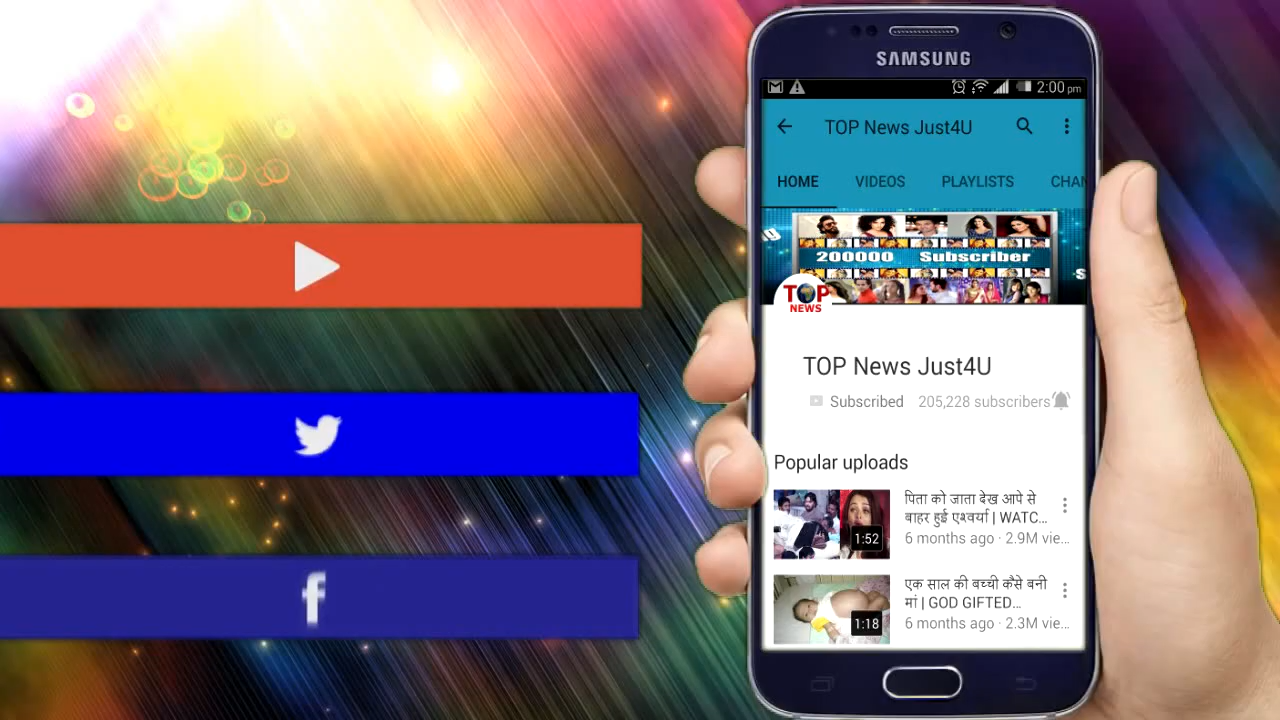 SAMSUNG
2:00 pm
TOP News Just4U
HOME VIDEOS PLAYLISTS CHAN
200000 Subscriber
TOP
NEWS
TOP News Just4U
Subscribed 205,228 subscribers
Popular uploads
पिता को जाता देख आपे से
बाहर हुई एश्वर्या | WATC...
6 months ago · 2.9M vie...
1:52
एक साल की बच्ची कैसे बनी
मां | GOD GIFTED...
6 months ago · 2.3M vie...
1:18